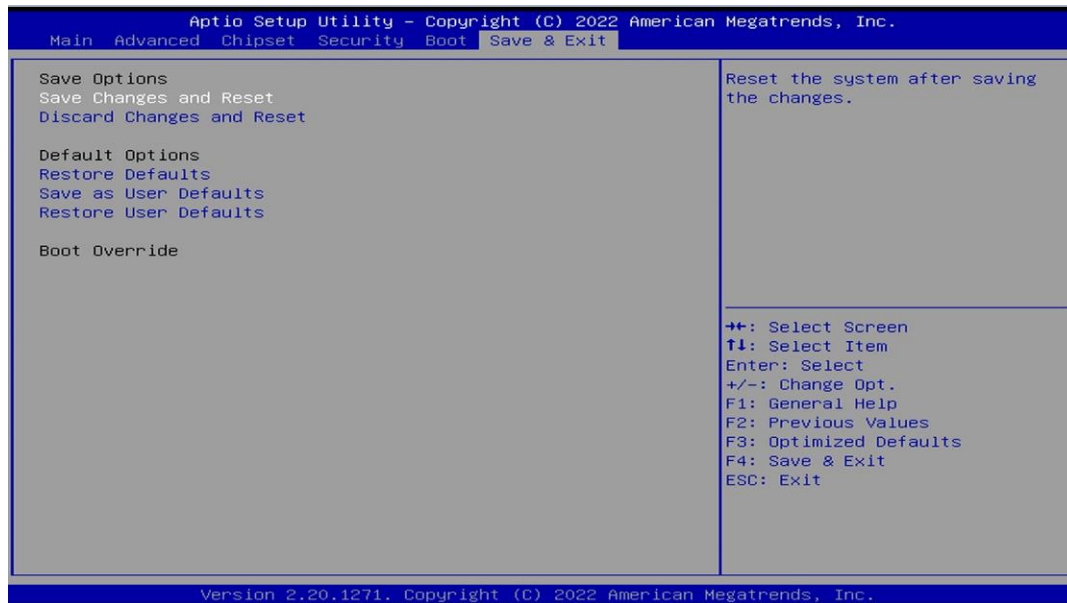 Aptio Setup Utility – Copyright (C) 2022 American Megatrends, Inc.
Main Advanced Chipset Security Boot Save & Exit
Save Options
Save Changes and Reset
Discard Changes and Reset
Default Options
Restore Defaults
Save as User Defaults
Restore User Defaults
Boot Override
Reset the system after saving
the changes.
→←: Select Screen
↑↓: Select Item
Enter: Select
+/-: Change Opt.
F1: General Help
F2: Previous Values
F3: Optimized Defaults
F4: Save & Exit
ESC: Exit
Version 2.20.1271. Copyright (C) 2022 American Megatrends, Inc.